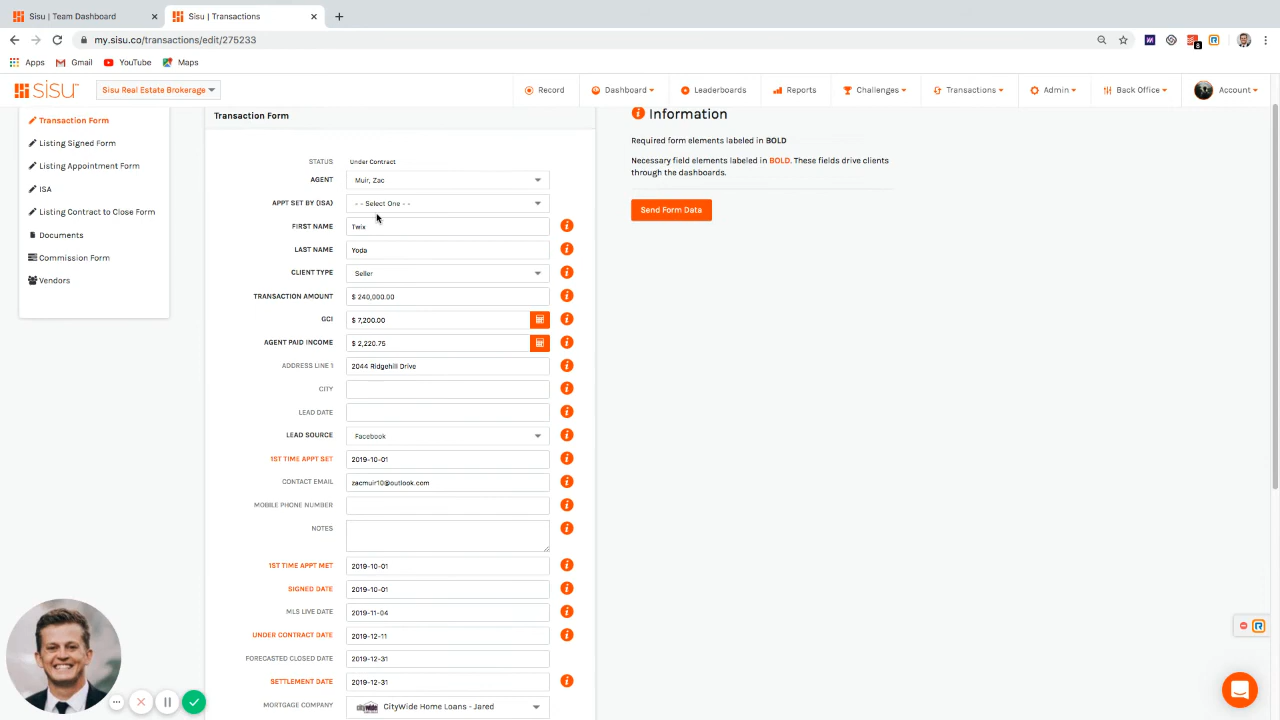 Sisu | Team Dashboard
Sisu | Transactions
my.sisu.co/transactions/edit/275233
8
Apps
Gmail
YouTube
Maps
sisu
Sisu Real Estate Brokerage
Record
Dashboard
Leaderboards
Reports
Challenges
Transactions
Admin
Back Office
Account
Transaction Form
Listing Signed Form
Listing Appointment Form
ISA
Listing Contract to Close Form
Documents
Commission Form
Vendors
Transaction Form
STATUS Under Contract
AGENT Muir, Zac
APPT SET BY (ISA) - - Select One - -
FIRST NAME Twix
LAST NAME Yoda
CLIENT TYPE Seller
TRANSACTION AMOUNT $ 240,000.00
GCI $ 7,200.00
AGENT PAID INCOME $ 2,220.75
ADDRESS LINE 1 2044 Ridgehill Drive
CITY
LEAD DATE
LEAD SOURCE Facebook
1ST TIME APPT SET 2019-10-01
CONTACT EMAIL zacmuir10@outlook.com
MOBILE PHONE NUMBER
NOTES
1ST TIME APPT MET 2019-10-01
SIGNED DATE 2019-10-01
MLS LIVE DATE 2019-11-04
UNDER CONTRACT DATE 2019-12-11
FORECASTED CLOSED DATE 2019-12-31
SETTLEMENT DATE 2019-12-31
MORTGAGE COMPANY citywide CityWide Home Loans - Jared
Information
Required form elements labeled in BOLD
Necessary field elements labeled in BOLD. These fields drive clients
through the dashboards.
Send Form Data